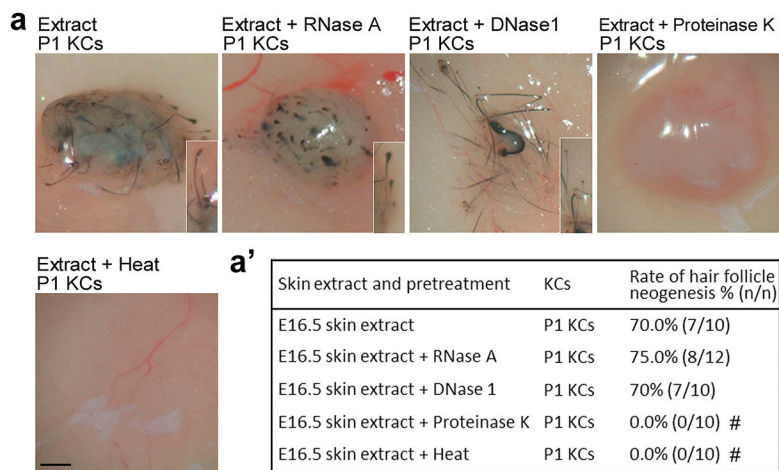 a
Extract
P1 KCs
Extract + RNase A
P1 KCs
Extract + DNase1
P1 KCs
Extract + Proteinase K
P1 KCs
Extract + Heat
P1 KCs
a'
Skin extract and pretreatment KCs Rate of hair follicle
neogenesis % (n/n)
E16.5 skin extract P1 KCs 70.0% (7/10)
E16.5 skin extract + RNase A P1 KCs 75.0% (8/12)
E16.5 skin extract + DNase 1 P1 KCs 70% (7/10)
E16.5 skin extract + Proteinase K P1 KCs 0.0% (0/10) #
E16.5 skin extract + Heat P1 KCs 0.0% (0/10) #